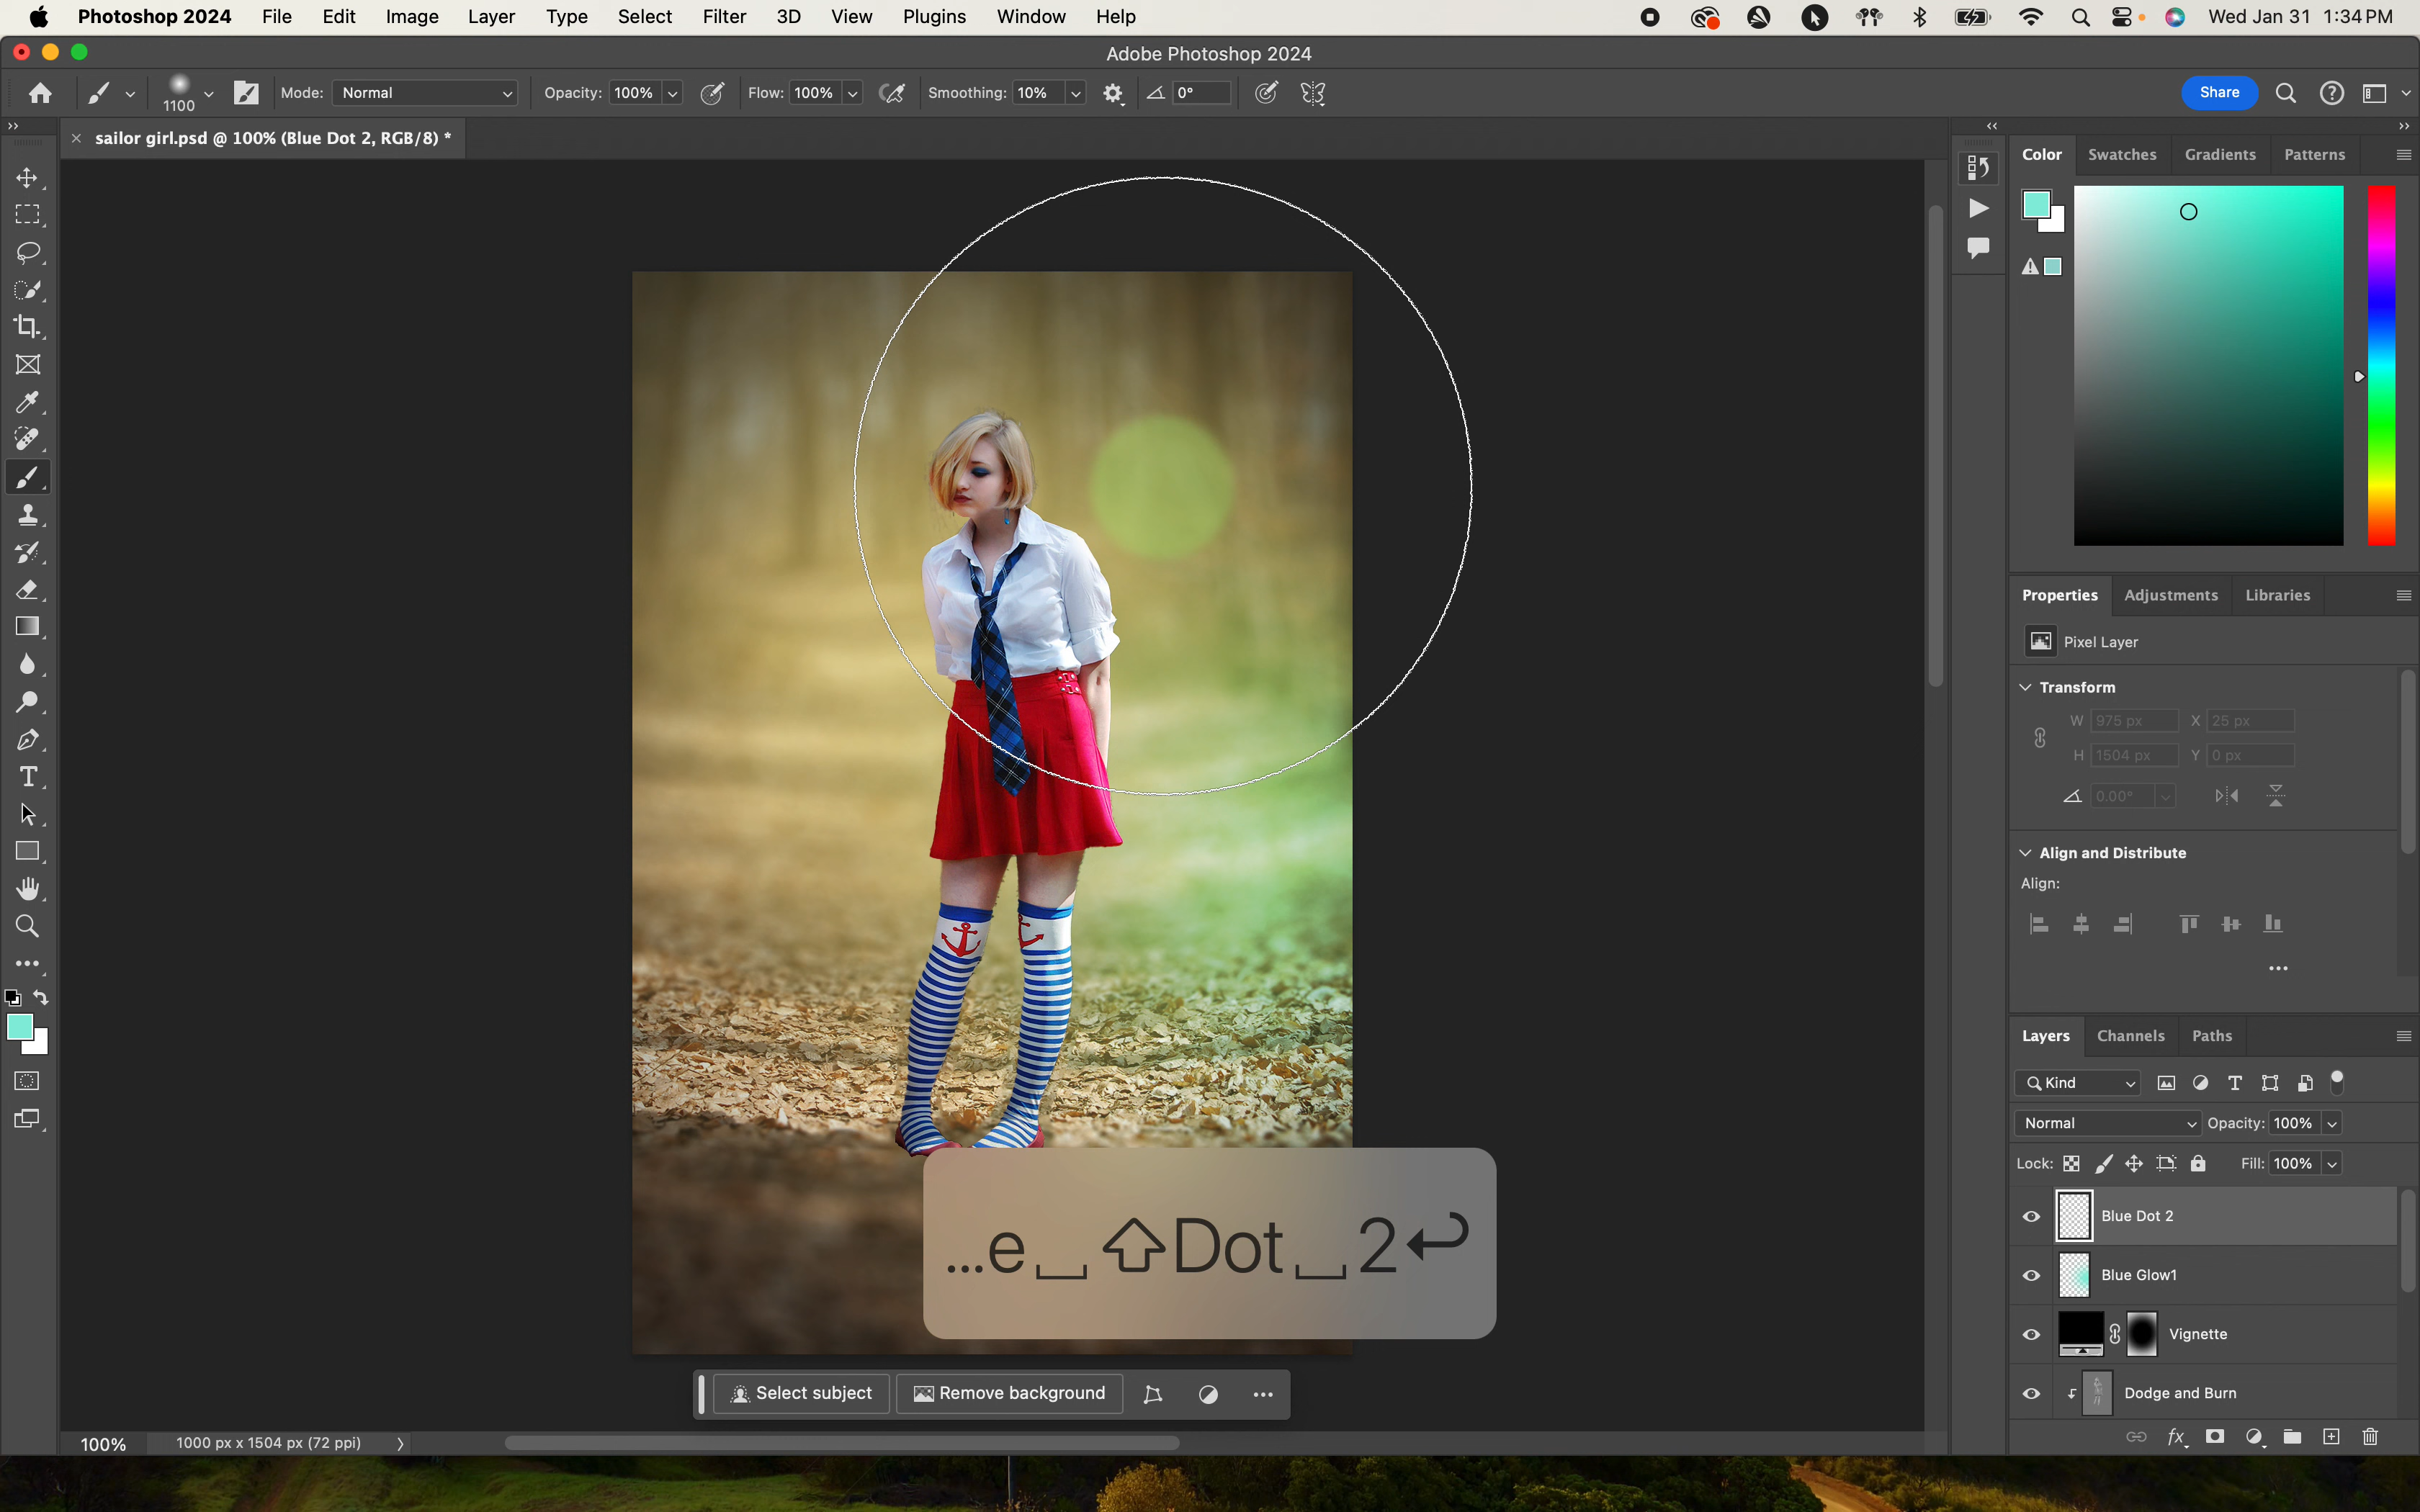 Photoshop 2024 File Edit Image Layer Type Select Filter 3D View Plugins Window Help Wed Jan 31 1:34 PM
Adobe Photoshop 2024
1100 Mode: Normal Opacity: 100% Flow: 100% Smoothing: 10% 0° Share
sailor girl.psd @ 100% (Blue Dot 2, RGB/8) *
Color Swatches Gradients Patterns
Properties Adjustments Libraries
Pixel Layer
Transform
W 975 px X 25 px
H 1504 px Y 0 px
0.00°
Align and Distribute
Align:
Layers Channels Paths
Kind
Normal Opacity: 100%
Lock: Fill: 100%
Blue Dot 2
Blue Glow1
Vignette
Dodge and Burn
...e␣⇧Dot␣2↩
Select subject Remove background
100% 1000 px x 1504 px (72 ppi)